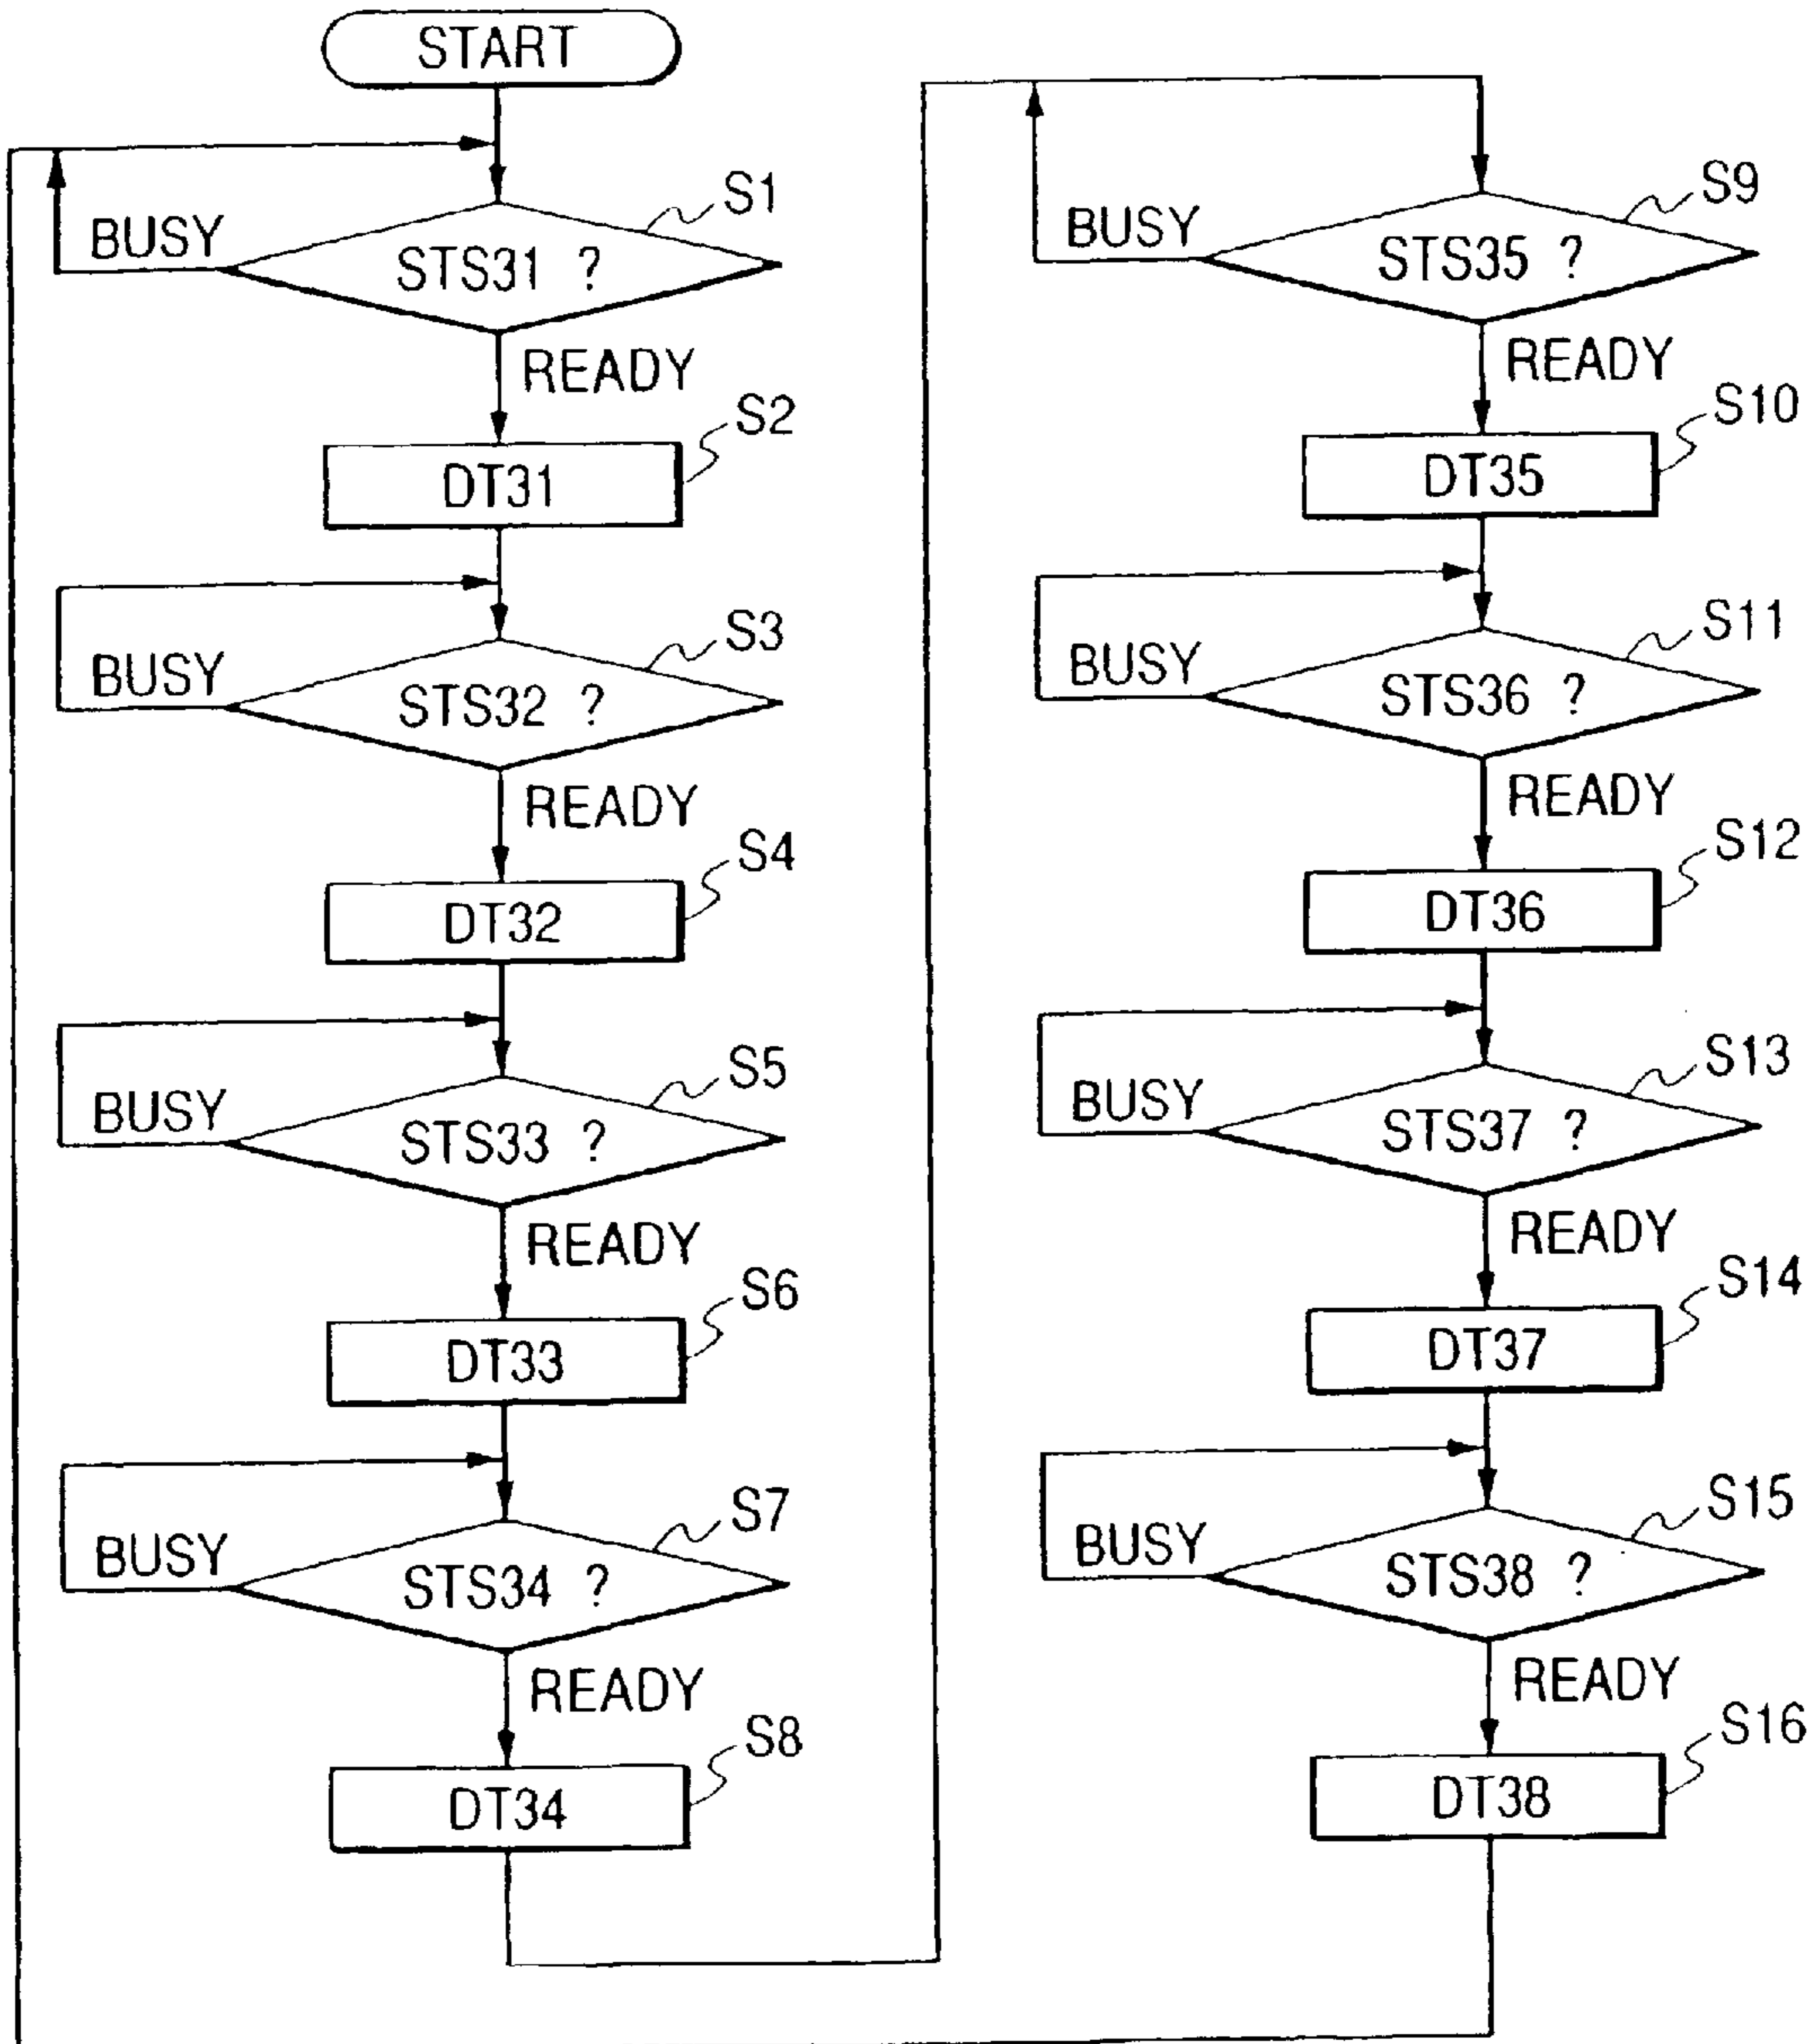 START
S1
BUSY
STS31 ?
READY
S2
DT31
S3
BUSY
STS32 ?
READY
S4
DT32
S5
BUSY
STS33 ?
READY
S6
DT33
S7
BUSY
STS34 ?
READY
S8
DT34
S9
BUSY
STS35 ?
READY
S10
DT35
S11
BUSY
STS36 ?
READY
S12
DT36
S13
BUSY
STS37 ?
READY
S14
DT37
S15
BUSY
STS38 ?
READY
S16
DT38